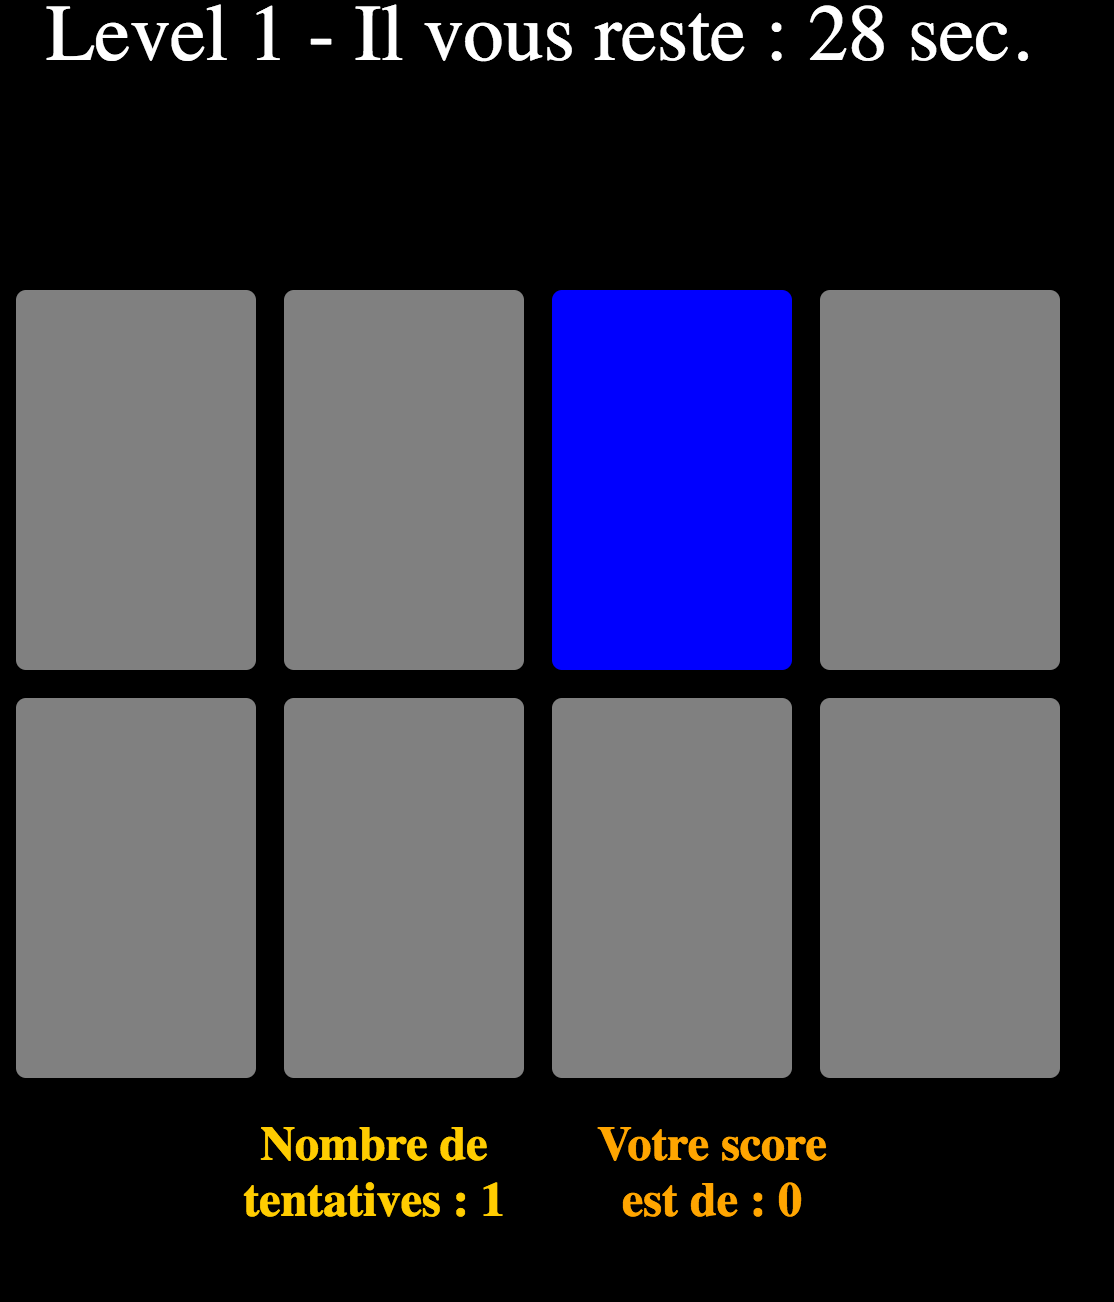 Level 1 - Il vous reste : 28 sec.
Nombre de
tentatives : 1
Votre score
est de : 0